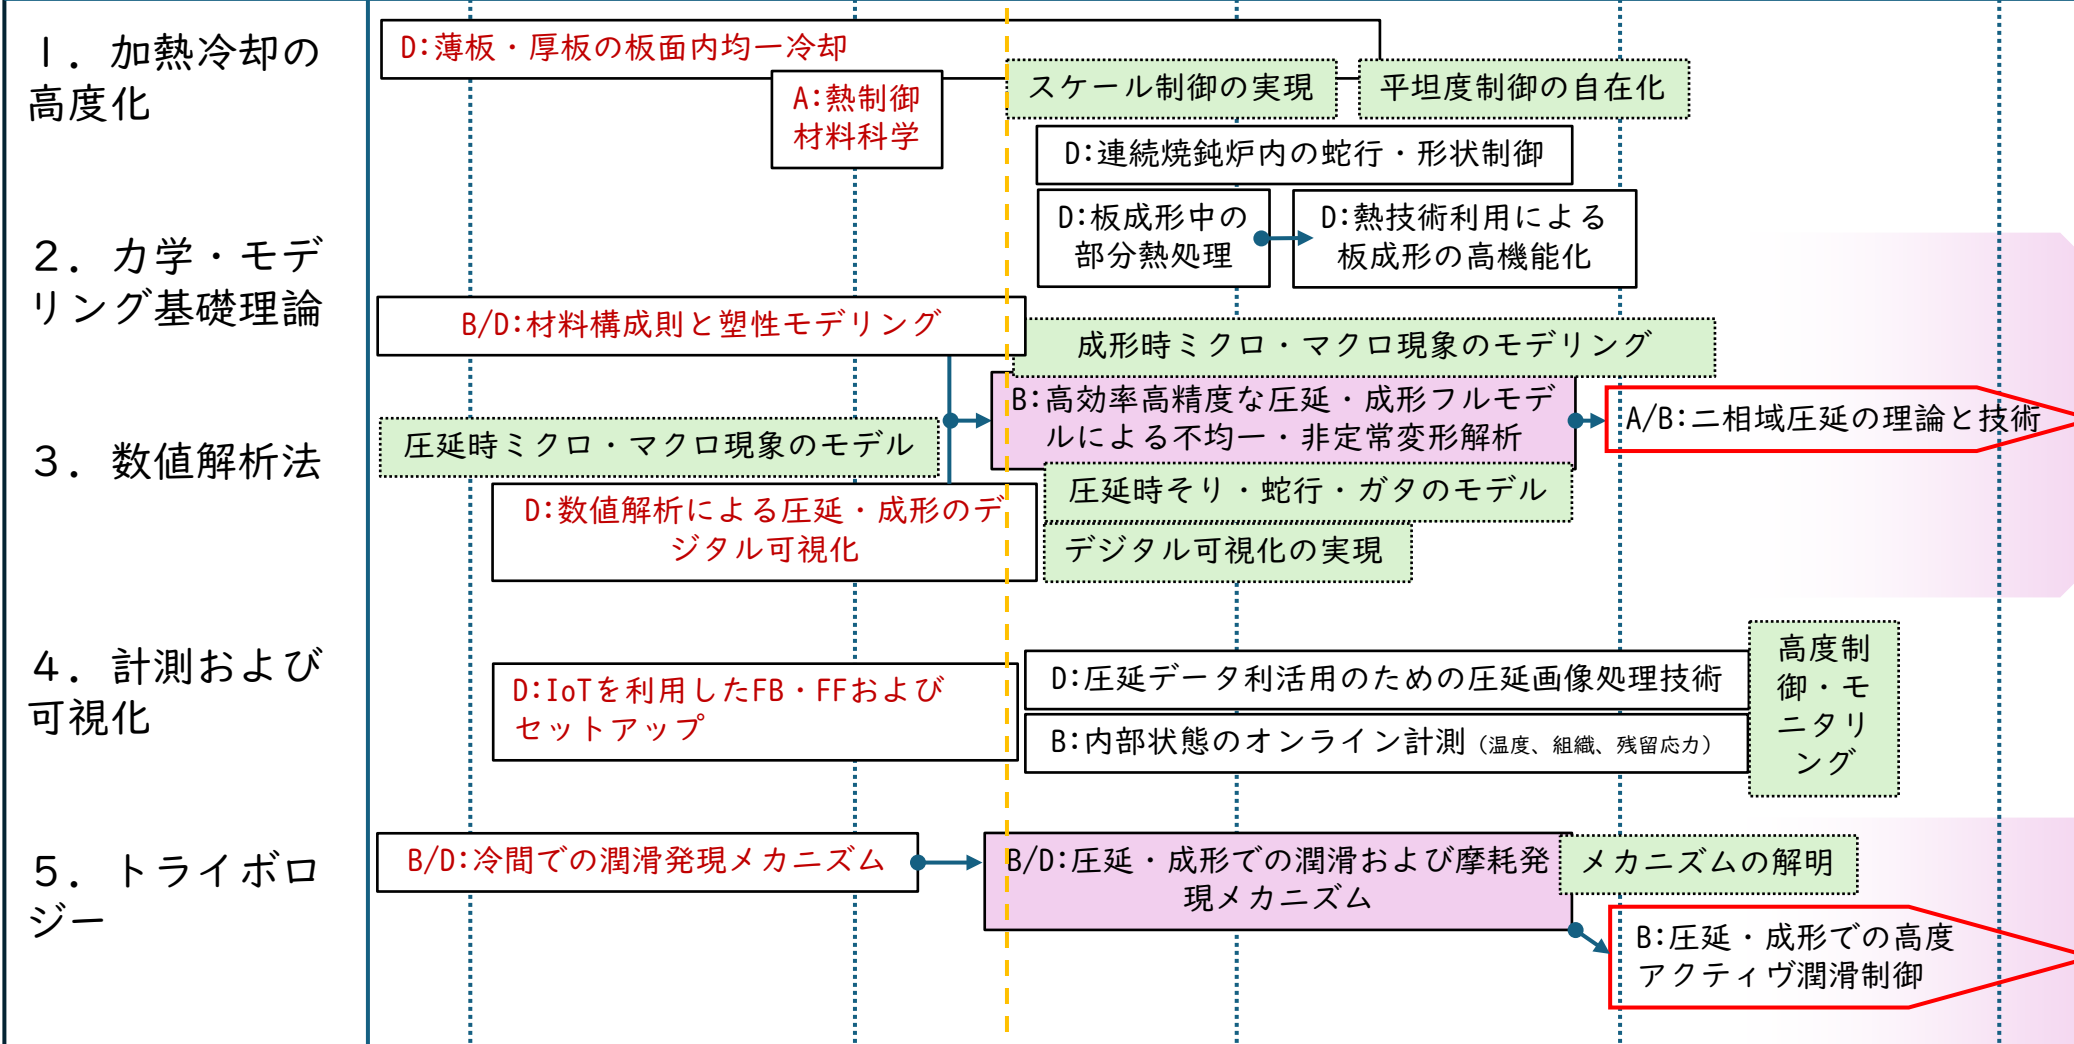 1．加熱冷却の
高度化
D:薄板・厚板の板面内均一冷却
A:熱制御
材料科学
スケール制御の実現
平坦度制御の自在化
D:連続焼鈍炉内の蛇行・形状制御
D:板成形中の
部分熱処理
D:熱技術利用による
板成形の高機能化
2．力学・モデ
リング基礎理論
B/D:材料構成則と塑性モデリング
成形時ミクロ・マクロ現象のモデリング
B:高効率高精度な圧延・成形フルモデ
ルによる不均一・非定常変形解析
A/B:二相域圧延の理論と技術
3．数値解析法
圧延時ミクロ・マクロ現象のモデル
D:数値解析による圧延・成形のデ
ジタル可視化
圧延時そり・蛇行・ガタのモデル
デジタル可視化の実現
4．計測および
可視化
D:IoTを利用したFB・FFおよび
セットアップ
D:圧延データ利活用のための圧延画像処理技術
B:内部状態のオンライン計測（温度、組織、残留応力）
高度制
御・モ
ニタリ
ング
5．トライボロ
ジー
B/D:冷間での潤滑発現メカニズム
B/D:圧延・成形での潤滑および摩耗発
現メカニズム
メカニズムの解明
B:圧延・成形での高度
アクティヴ潤滑制御